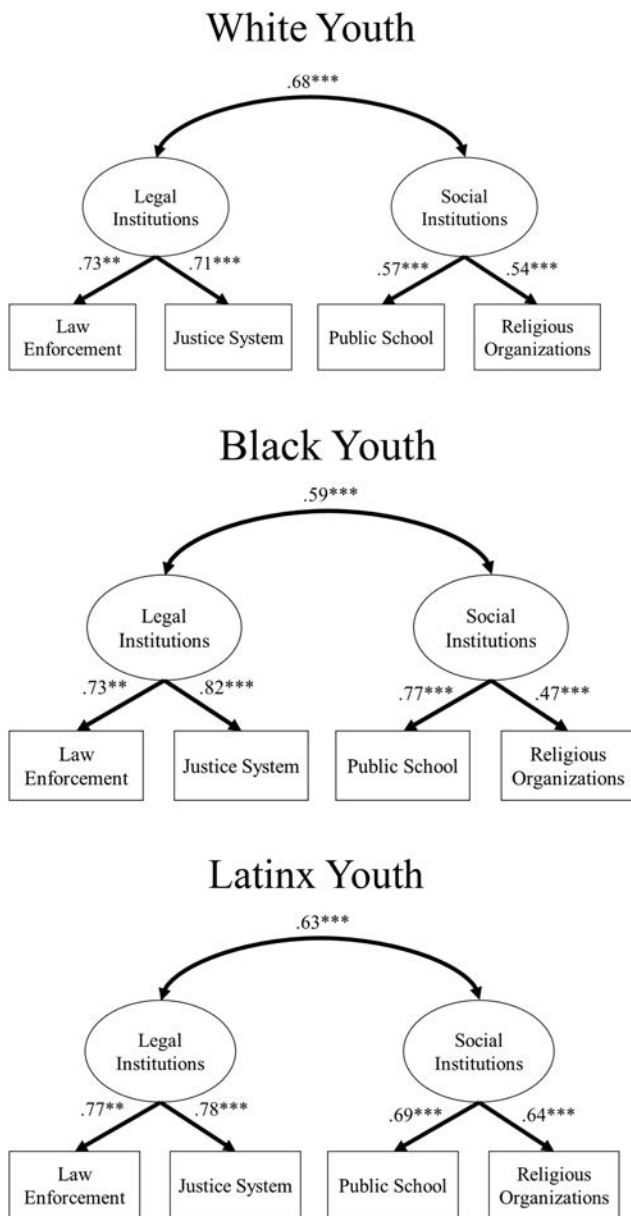 White Youth
.68***
Legal
Institutions
Social
Institutions
.73**
.71***
.57***
.54***
Law
Enforcement
Justice System
Public School
Religious
Organizations
Black Youth
.59***
Legal
Institutions
Social
Institutions
.73**
.82***
.77***
.47***
Law
Enforcement
Justice System
Public School
Religious
Organizations
Latinx Youth
.63***
Legal
Institutions
Social
Institutions
.77**
.78***
.69***
.64***
Law
Enforcement
Justice System
Public School
Religious
Organizations